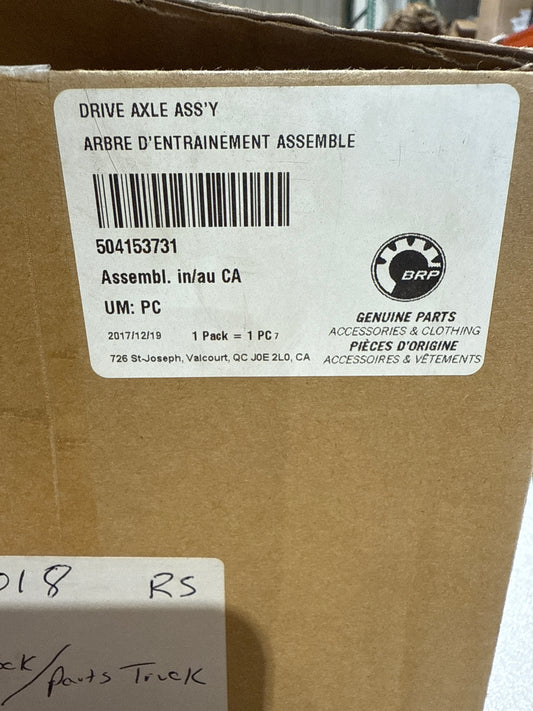 DRIVE AXLE ASS'Y
ARBRE D'ENTRAINEMENT ASSEMBLE
504153731
Assembl. in/au CA
UM: PC
2017/12/19 1 Pack = 1 PC 7
726 St-Joseph, Valcourt, QC J0E 2L0, CA
BRP
GENUINE PARTS
ACCESSORIES & CLOTHING
PIÈCES D'ORIGINE
ACCESSOIRES & VÊTEMENTS
018 RS
/Parts Truck